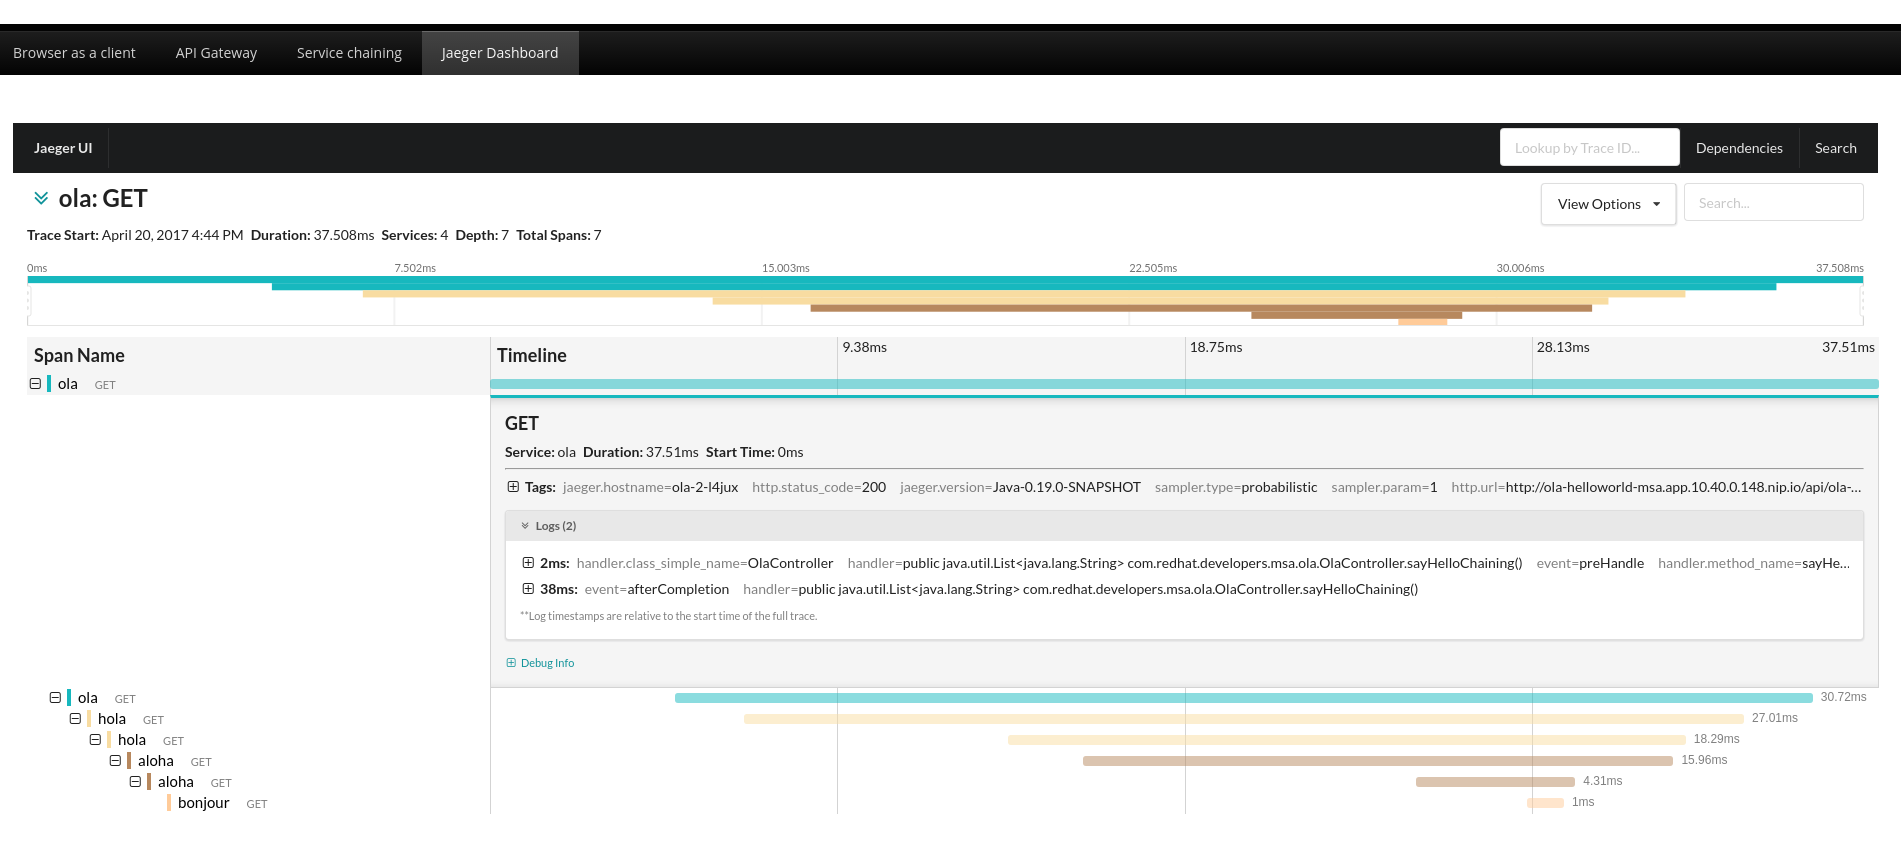 Browser as a client API Gateway Service chaining Jaeger Dashboard
Jaeger UI Lookup by Trace ID... Dependencies Search
ola: GET View Options Search...
Trace Start: April 20, 2017 4:44 PM Duration: 37.508ms Services: 4 Depth: 7 Total Spans: 7
0ms 7.502ms 15.003ms 22.505ms 30.006ms 37.508ms
Span Name Timeline 9.38ms 18.75ms 28.13ms 37.51ms
ola GET
GET
Service: ola Duration: 37.51ms Start Time: 0ms
Tags: jaeger.hostname=ola-2-l4jux http.status_code=200 jaeger.version=Java-0.19.0-SNAPSHOT sampler.type=probabilistic sampler.param=1 http.url=http://ola-helloworld-msa.app.10.40.0.148.nip.io/api/ola-...
Logs (2)
2ms: handler.class_simple_name=OlaController handler=public java.util.List<java.lang.String> com.redhat.developers.msa.ola.OlaController.sayHelloChaining() event=preHandle handler.method_name=sayHe...
38ms: event=afterCompletion handler=public java.util.List<java.lang.String> com.redhat.developers.msa.ola.OlaController.sayHelloChaining()
**Log timestamps are relative to the start time of the full trace.
Debug Info
ola GET 30.72ms
hola GET 27.01ms
hola GET 18.29ms
aloha GET 15.96ms
aloha GET 4.31ms
bonjour GET 1ms